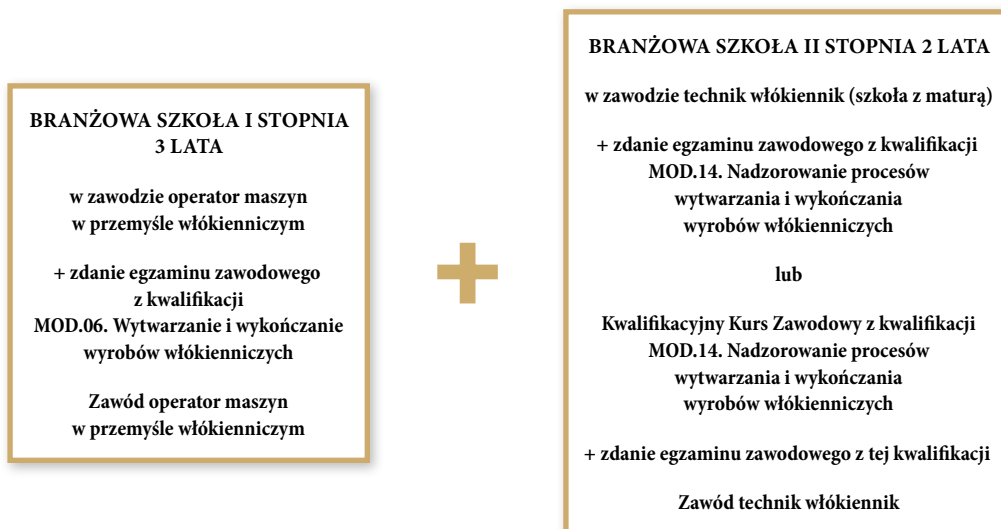 BRANŻOWA SZKOŁA I STOPNIA
3 LATA
w zawodzie operator maszyn
w przemyśle włókienniczym
+ zdanie egzaminu zawodowego
z kwalifikacji
MOD.06. Wytwarzanie i wykończanie
wyrobów włókienniczych
Zawód operator maszyn
w przemyśle włókienniczym
+
BRANŻOWA SZKOŁA II STOPNIA 2 LATA
w zawodzie technik włókiennik (szkoła z maturą)
+ zdanie egzaminu zawodowego z kwalifikacji
MOD.14. Nadzorowanie procesów
wytwarzania i wykończania
wyrobów włókienniczych
lub
Kwalifikacyjny Kurs Zawodowy z kwalifikacji
MOD.14. Nadzorowanie procesów
wytwarzania i wykończania
wyrobów włókienniczych
+ zdanie egzaminu zawodowego z tej kwalifikacji
Zawód technik włókiennik